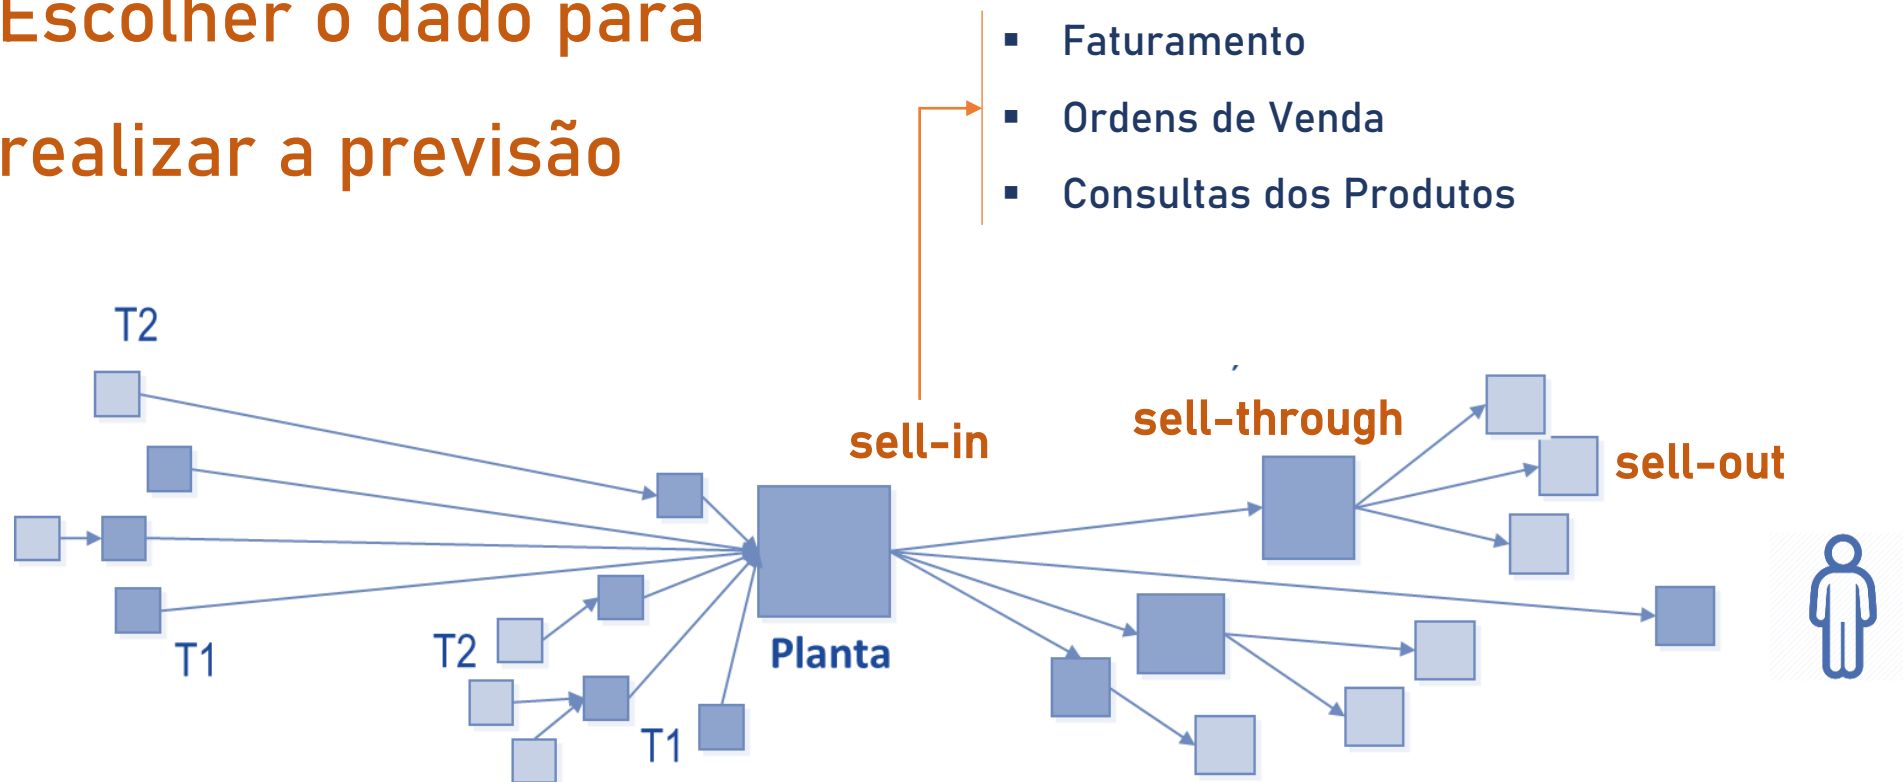 Escolher o dado para
realizar a previsão
Faturamento
Ordens de Venda
Consultas dos Produtos
T2
sell-in
sell-through
sell-out
T1
T2
Planta
T1